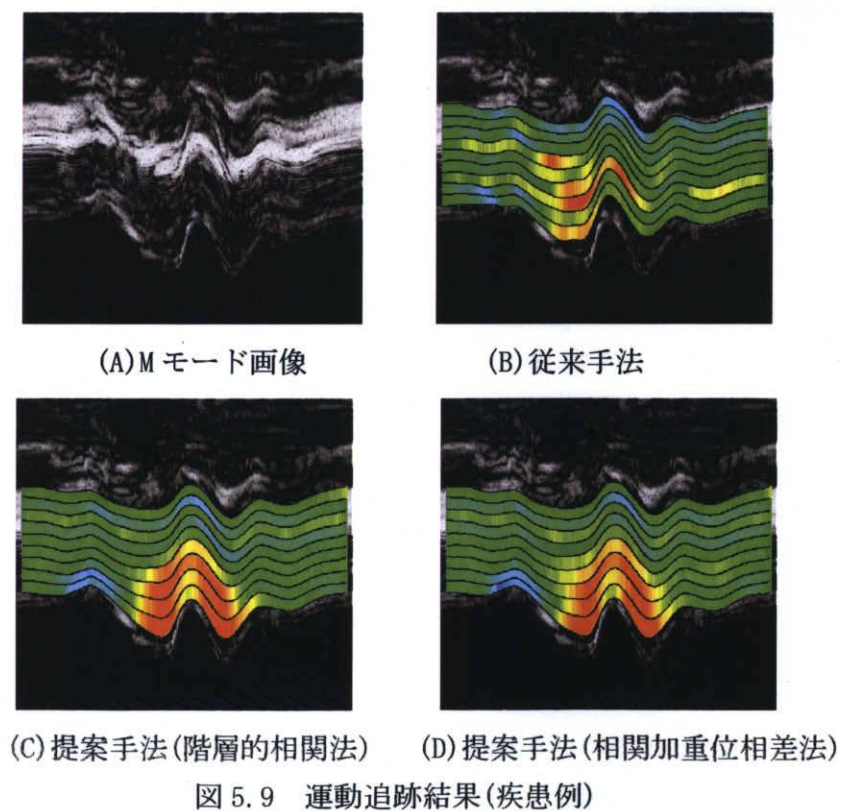 (A)Mモード画像
(B)従来手法
(C)提案手法(階層的相関法)
(D)提案手法(相関加重位相差法)
図 5.9 運動追跡結果(疾患例)